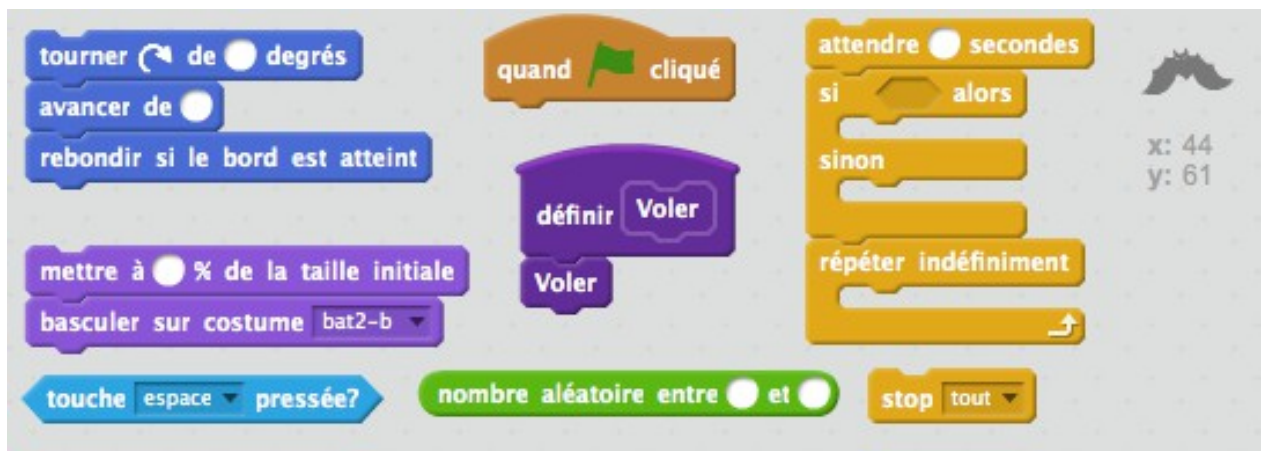 tourner de degrés
avancer de
rebondir si le bord est atteint
mettre à % de la taille initiale
basculer sur costume bat2-b
touche espace pressée?
quand cliqué
définir Voler
Voler
nombre aléatoire entre et
attendre secondes
si alors
sinon
répéter indéfiniment
stop tout
x: 44
y: 61